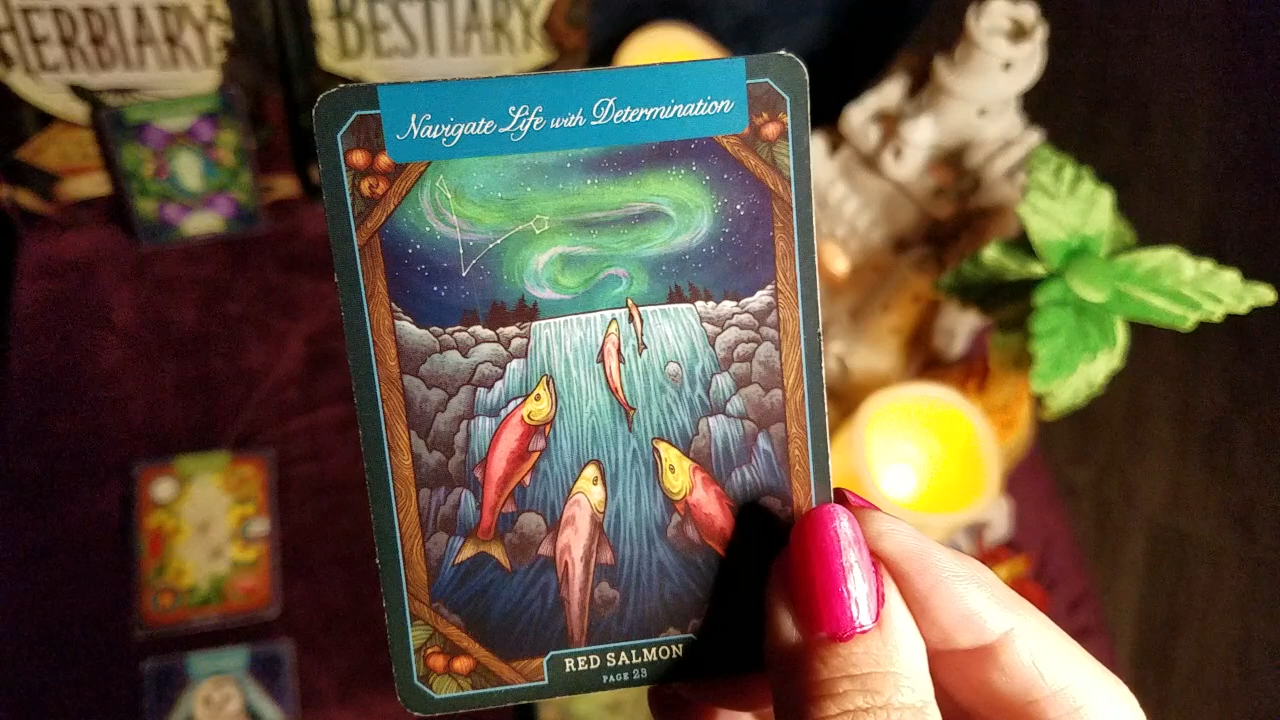 HERBIARY
BESTIARY
Navigate Life with Determination
RED SALMON
PAGE 23